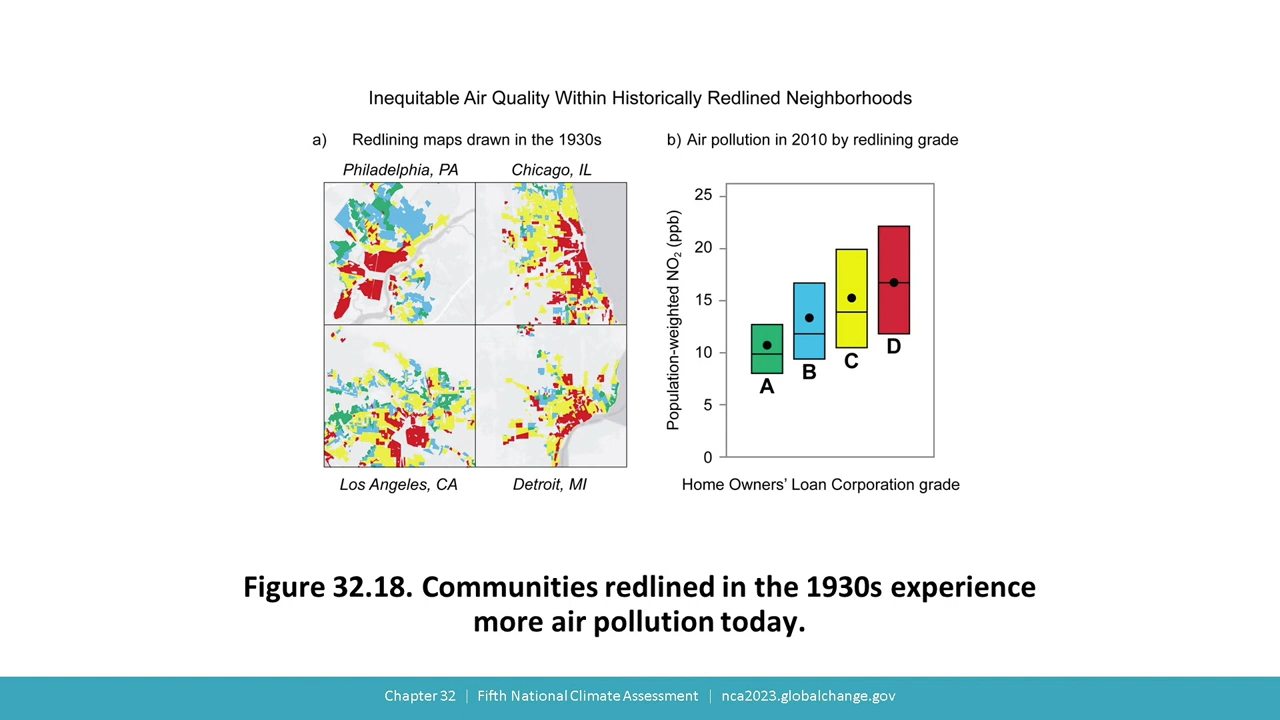 Inequitable Air Quality Within Historically Redlined Neighborhoods
a) Redlining maps drawn in the 1930s
Philadelphia, PA
Chicago, IL
Los Angeles, CA
Detroit, MI
b) Air pollution in 2010 by redlining grade
Population-weighted NO₂ (ppb)
25
20
15
10
5
0
A
B
C
D
Home Owners’ Loan Corporation grade
Figure 32.18. Communities redlined in the 1930s experience
more air pollution today.
Chapter 32 | Fifth National Climate Assessment | nca2023.globalchange.gov